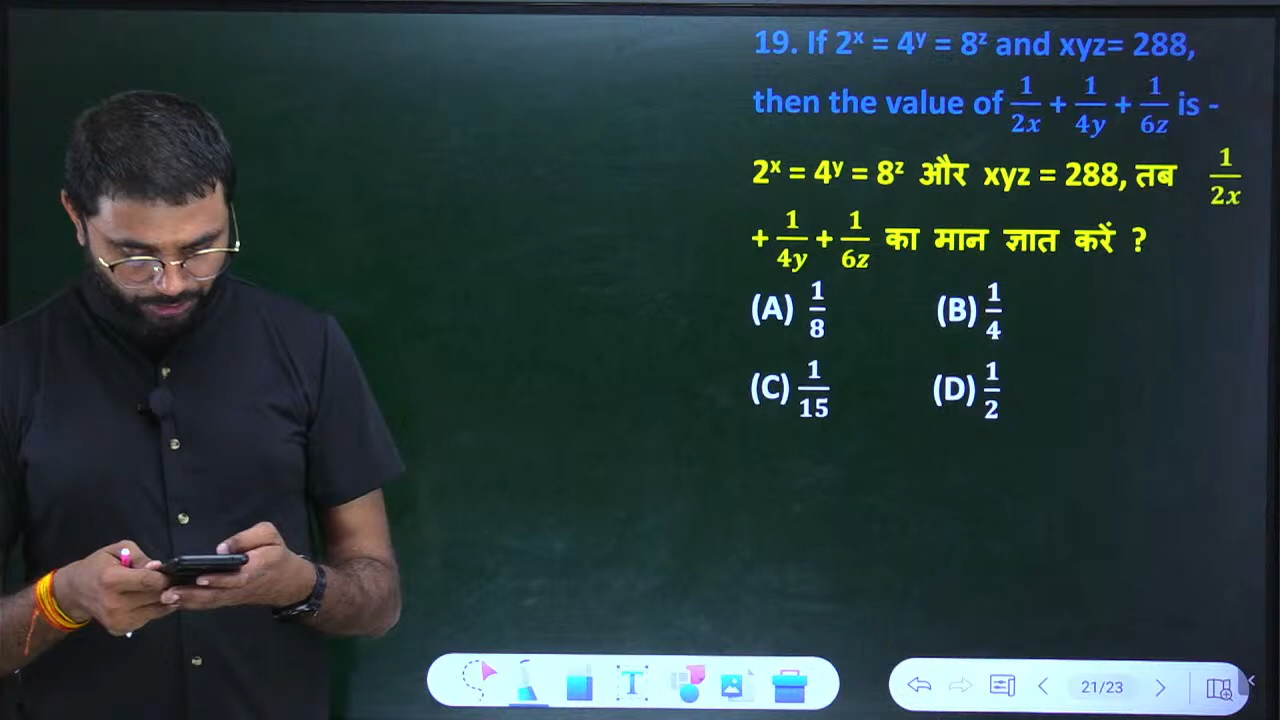 19. If 2ˣ = 4ʸ = 8ᶻ and xyz= 288,
then the value of 1/2x + 1/4y + 1/6z is -
2ˣ = 4ʸ = 8ᶻ और xyz = 288, तब 1/2x
+ 1/4y + 1/6z का मान ज्ञात करें ?
(A) 1/8 (B) 1/4
(C) 1/15 (D) 1/2
T
21/23